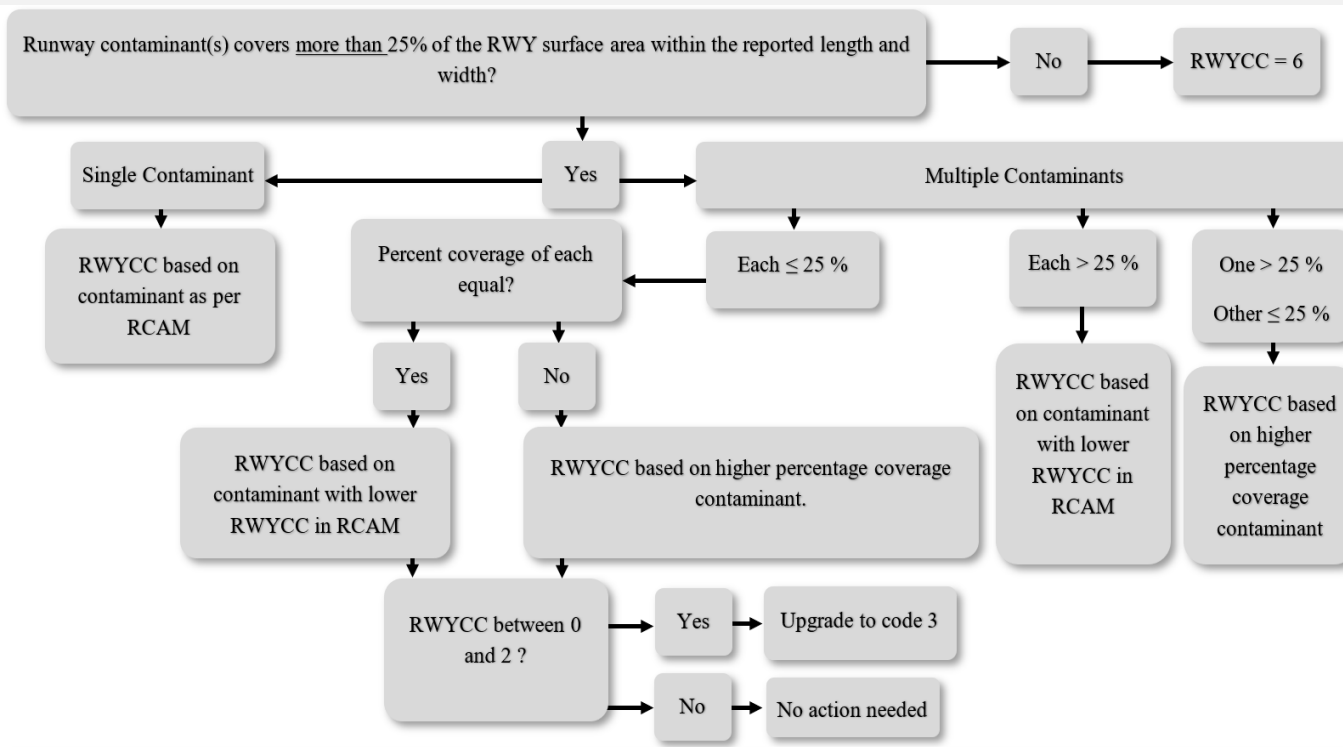 Runway contaminant(s) covers more than 25% of the RWY surface area within the reported length and
width?
No
RWYCC = 6
Single Contaminant
Yes
Multiple Contaminants
RWYCC based on
contaminant as per
RCAM
Percent coverage of each
equal?
Each ≤ 25 %
Each > 25 %
One > 25 %
Other ≤ 25 %
Yes
No
RWYCC based
on contaminant
with lower
RWYCC in
RCAM
RWYCC based
on higher
percentage
coverage
contaminant
RWYCC based on
contaminant with lower
RWYCC in RCAM
RWYCC based on higher percentage coverage
contaminant.
RWYCC between 0
and 2 ?
Yes
Upgrade to code 3
No
No action needed